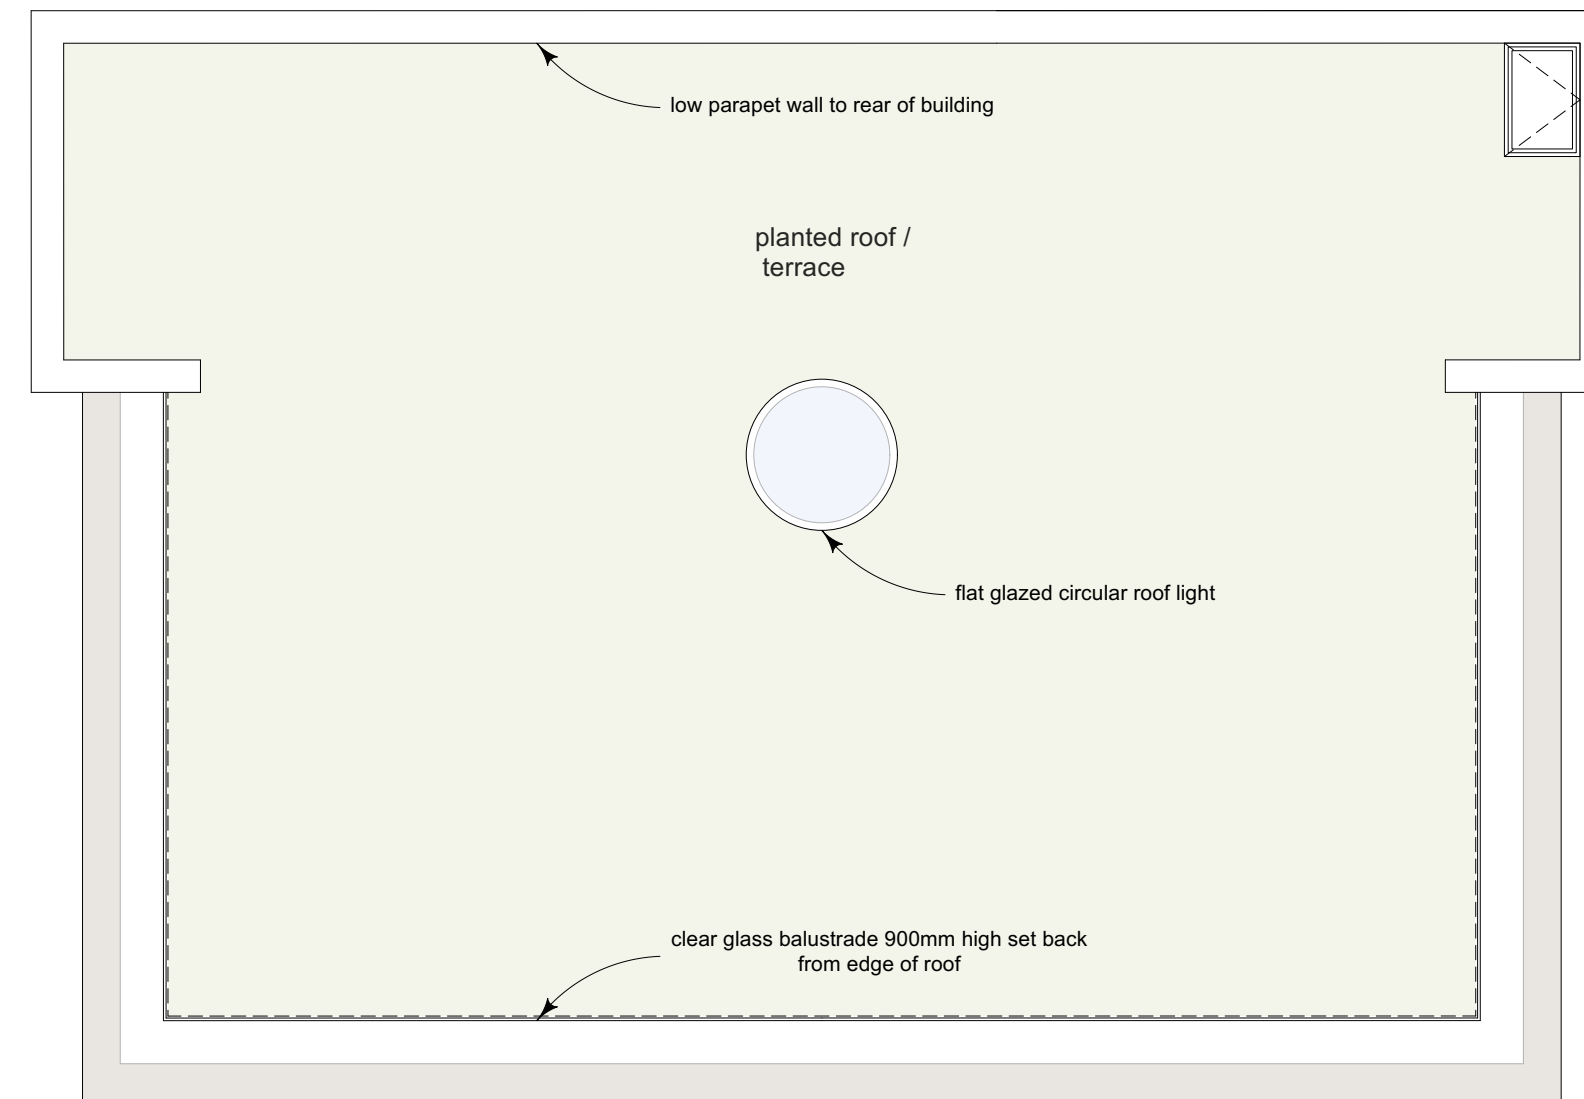 low parapet wall to rear of building
planted roof /
terrace
flat glazed circular roof light
clear glass balustrade 900mm high set back
from edge of roof